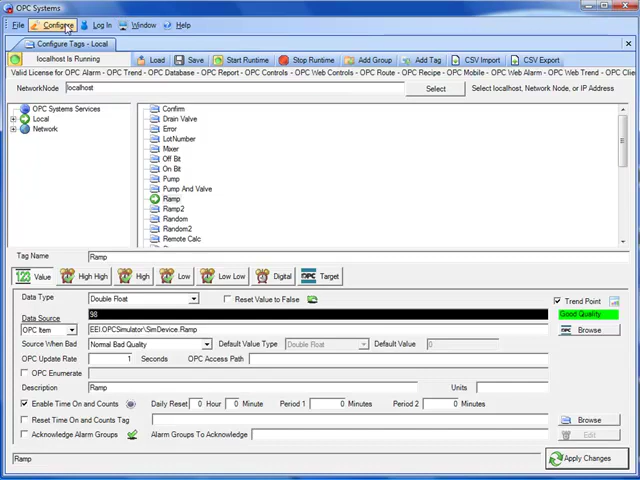 OPC Systems
File Configure Log In Window Help
Configure Tags - Local
localhost Is Running Load Save Start Runtime Stop Runtime Add Group Add Tag CSV Import CSV Export
Valid License for OPC Alarm - OPC Trend - OPC Database - OPC Report - OPC Controls - OPC Route - OPC Recipe - OPC Mobile - OPC Web Alarm - OPC Web Trend - OPC Clie
NetworkNode localhost Select Select localhost, Network Node, or IP Address
OPC Systems Services
Local
Network
Confirm
Drain Valve
Error
LotNumber
Mixer
Off Bit
On Bit
Pump
Pump And Valve
Ramp
Ramp2
Random
Random2
Remote Calc
Tag Name Ramp
123 Value High High High Low Low Low Digital OPC Target
Data Type Double Float Reset Value to False Trend Point
Data Source 98 Good Quality
OPC Item EEI.OPCSimulator\SimDevice.Ramp Browse
Source When Bad Normal Bad Quality Default Value Type Double Float Default Value 0
OPC Update Rate 1 Seconds OPC Access Path
OPC Enumerate
Description Ramp Units
Enable Time On and Counts Daily Reset 0 Hour 0 Minute Period 1 0 Minutes Period 2 0 Minutes
Reset Time On and Counts Tag Browse
Acknowledge Alarm Groups Alarm Groups To Acknowledge Edit
Ramp Apply Changes